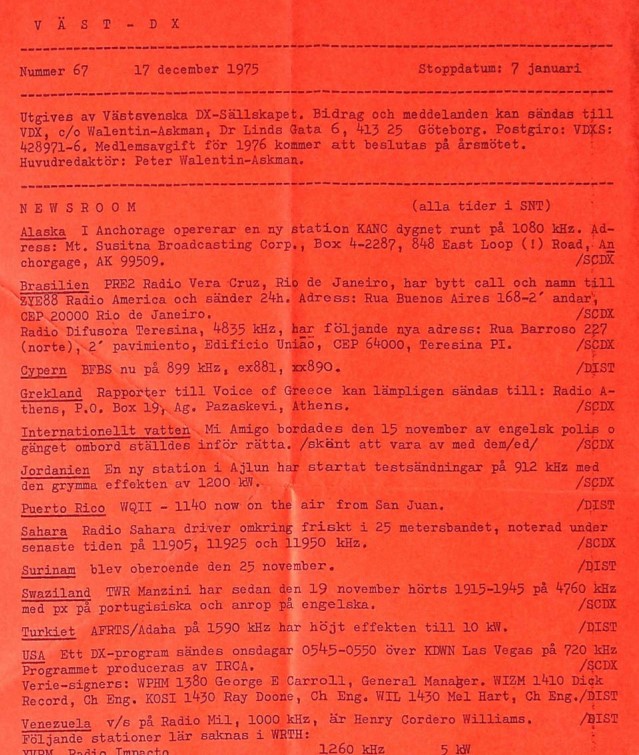 V Ä S T - D X
Nummer 67 17 december 1975 Stoppdatum: 7 januari
Utgives av Västsvenska DX-Sällskapet. Bidrag och meddelanden kan sändas till
VDX, c/o Walentin-Askman, Dr Linds Gata 6, 413 25 Göteborg. Postgiro: VDXS:
428971-6. Medlemsavgift för 1976 kommer att beslutas på årsmötet.
Huvudredaktör: Peter Walentin-Askman.
N E W S R O O M (alla tider i SNT)
Alaska I Anchorage opererar en ny station KANC dygnet runt på 1080 kHz. Ad-
ress: Mt. Susitna Broadcasting Corp., Box 4-2287, 848 East Loop (!) Road, An
chorgage, AK 99509. /SCDX
Brasilien PRE2 Radio Vera Cruz, Rio de Janeiro, har bytt call och namn till
ZYE88 Radio America och sänder 24h. Adress: Rua Buenos Aires 168-2´ andar,
CEP 20000 Rio de Janeiro. /SCDX
Radio Difusora Teresina, 4835 kHz, har följande nya adress: Rua Barroso 227
(norte), 2´ pavimiento, Edificio União, CEP 64000, Teresina PI. /SCDX
Cypern BFBS nu på 899 kHz, ex881, xx890. /DIST
Grekland Rapporter till Voice of Greece kan lämpligen sändas till: Radio A-
thens, P.O. Box 19, Ag. Pazaskevi, Athens. /SCDX
Internationellt vatten Mi Amigo bordades den 15 november av engelsk polis o
gänget ombord ställdes inför rätta. /skönt att vara av med dem/ed/ /SCDX
Jordanien En ny station i Ajlun har startat testsändningar på 912 kHz med
den grymma effekten av 1200 kW. /SCDX
Puerto Rico WQII - 1140 now on the air from San Juan. /DIST
Sahara Radio Sahara driver omkring friskt i 25 metersbandet, noterad under
senaste tiden på 11905, 11925 och 11950 kHz. /SCDX
Surinam blev oberoende den 25 november. /DIST
Swaziland TWR Manzini har sedan den 19 november hörts 1915-1945 på 4760 kHz
med px på portugisiska och anrop på engelska. /SCDX
Turkiet AFRTS/Adaha på 1590 kHz har höjt effekten till 10 kW. /DIST
USA Ett DX-program sändes onsdagar 0545-0550 över KDWN Las Vegas på 720 kHz
Programmet produceras av IRCA. /SCDX
Verie-signers: WPHM 1380 George E Carroll, General Manager. WIZM 1410 Dick
Record, Ch Eng. KOSI 1430 Ray Doone, Ch Eng. WIL 1430 Mel Hart, Ch Eng./DIST
Venezuela v/s på Radio Mil, 1000 kHz, är Henry Cordero Williams. /DIST
Följande stationer lär saknas i WRTH:
YVPM Radio Impacto 1260 kHz 5 kW